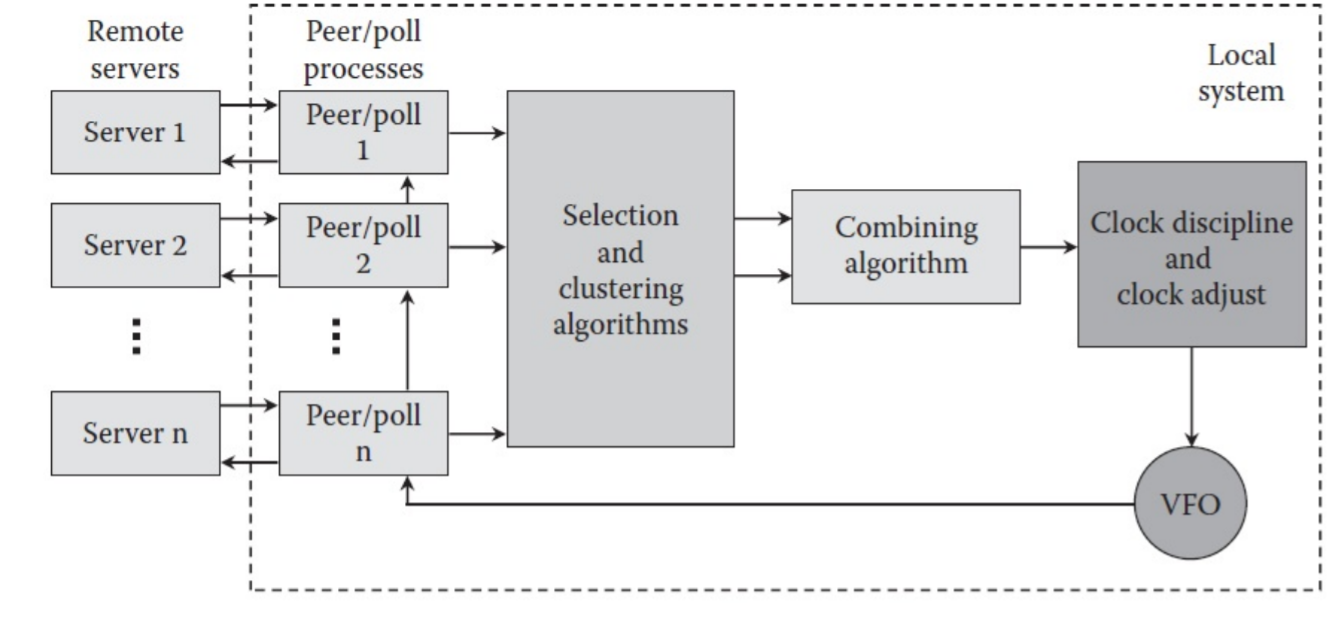 Remote
servers
Peer/poll
processes
Local
system
Server 1
Peer/poll
1
Server 2
Peer/poll
2
Selection
and
clustering
algorithms
Combining
algorithm
Clock discipline
and
clock adjust
Server n
Peer/poll
n
VFO